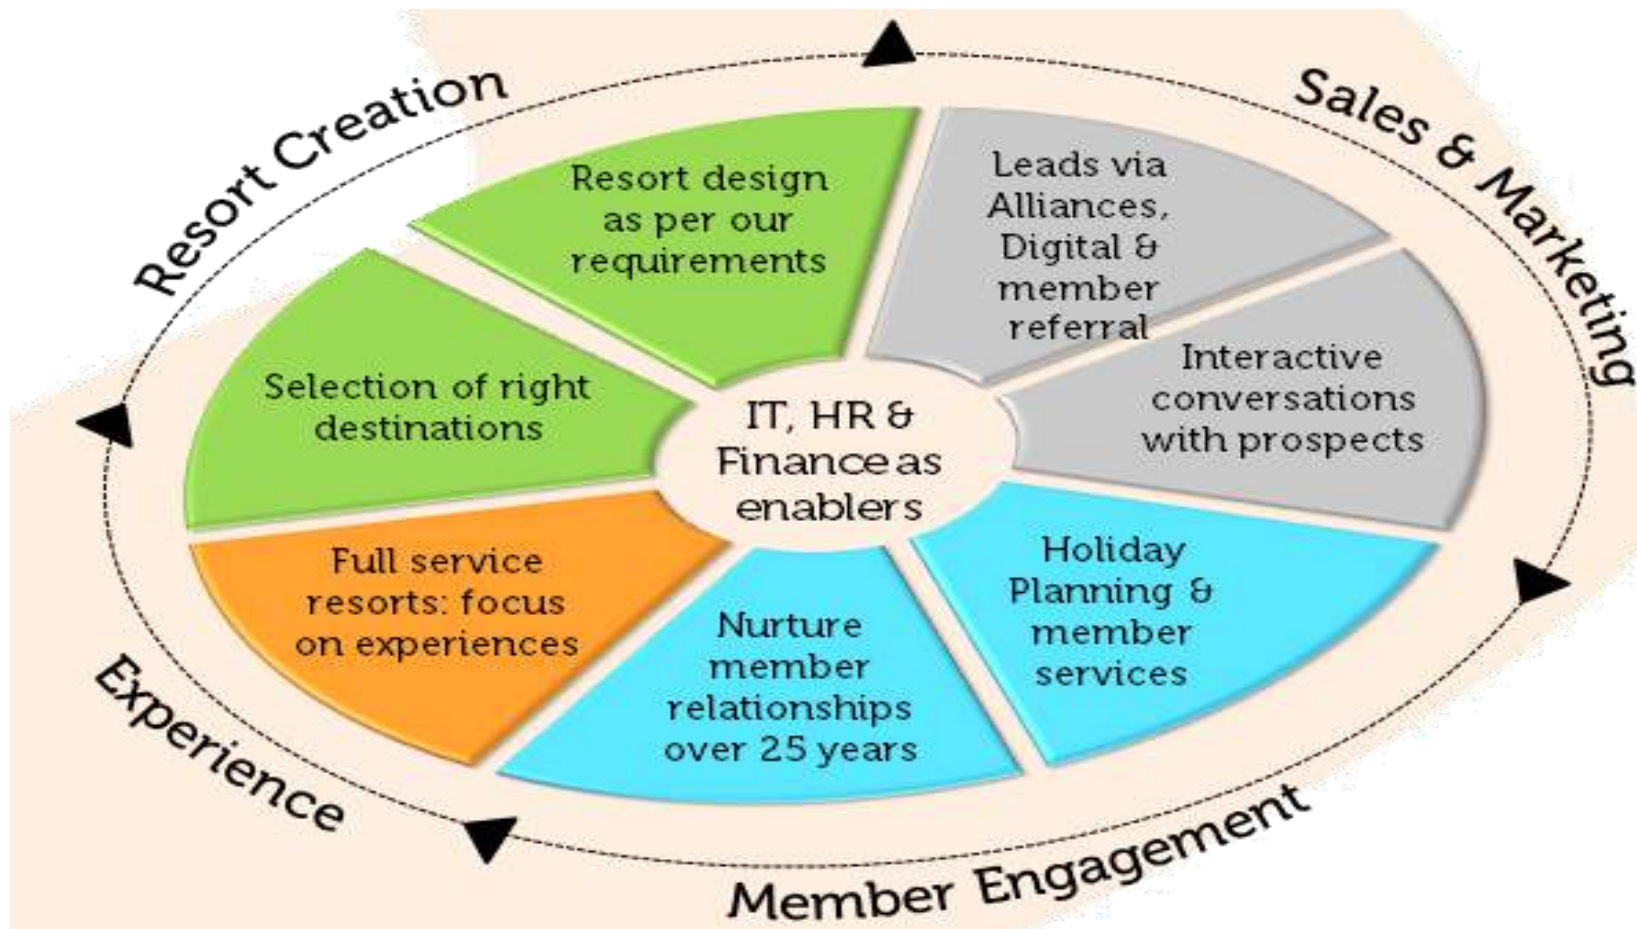 Resort Creation
Sales & Marketing
Resort design
as per our
requirements
Leads via
Alliances,
Digital &
member
referral
Selection of right
destinations
Interactive
conversations
with prospects
IT, HR &
Finance as
enablers
Full service
resorts: focus
on experiences
Nurture
member
relationships
over 25 years
Holiday
Planning &
member
services
Experience
Member Engagement